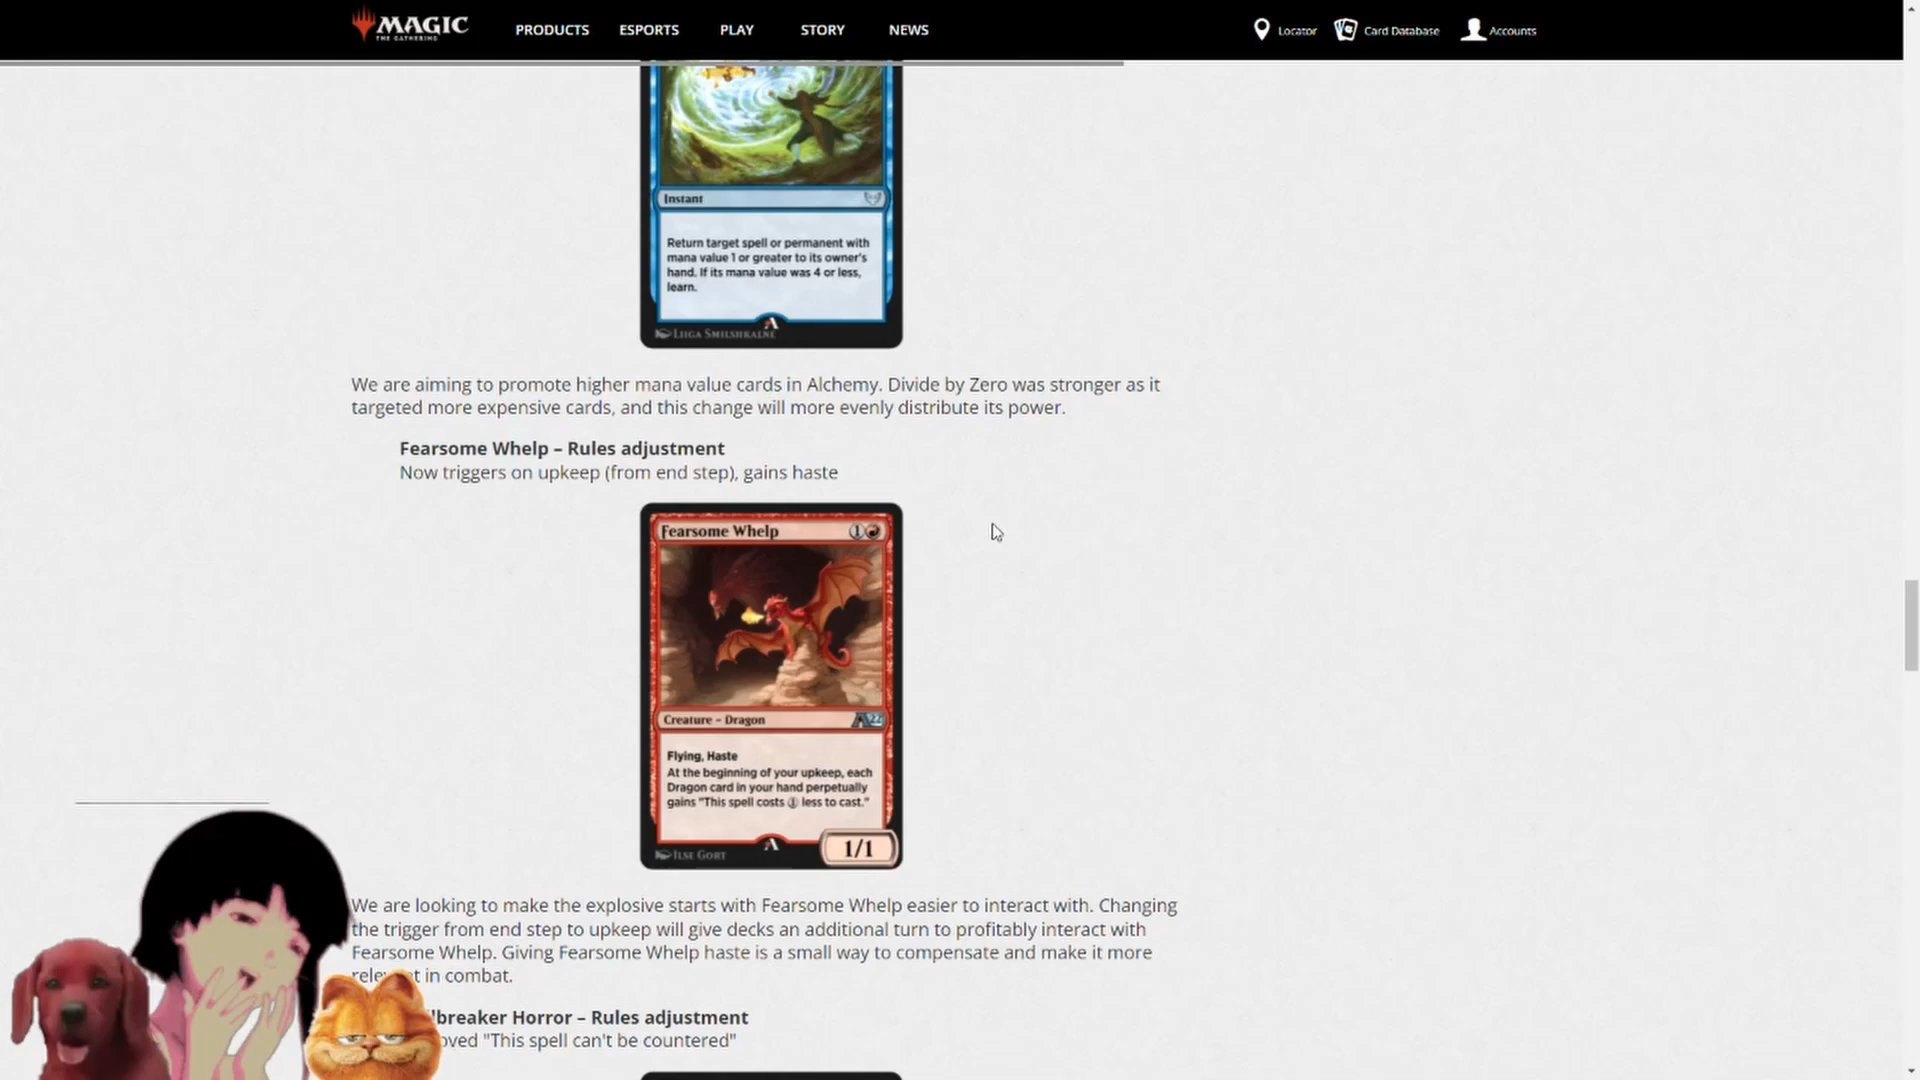 MAGIC
THE GATHERING
PRODUCTS
ESPORTS
PLAY
STORY
NEWS
Locator
Card Database
Accounts
Instant
Return target spell or permanent with
mana value 1 or greater to its owner's
hand. If its mana value was 4 or less,
learn.
LIIGA SMILSHKALNE
We are aiming to promote higher mana value cards in Alchemy. Divide by Zero was stronger as it
targeted more expensive cards, and this change will more evenly distribute its power.
Fearsome Whelp – Rules adjustment
Now triggers on upkeep (from end step), gains haste
Fearsome Whelp 1
Creature – Dragon
Flying, Haste
At the beginning of your upkeep, each
Dragon card in your hand perpetually
gains "This spell costs 1 less to cast."
ILSE GORT
1/1
We are looking to make the explosive starts with Fearsome Whelp easier to interact with. Changing
the trigger from end step to upkeep will give decks an additional turn to profitably interact with
Fearsome Whelp. Giving Fearsome Whelp haste is a small way to compensate and make it more
in combat.
lbreaker Horror – Rules adjustment
oved "This spell can't be countered"